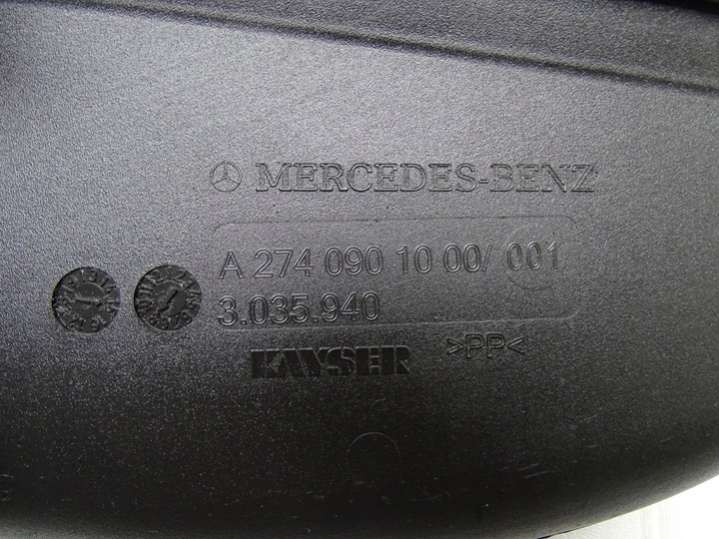 MERCEDES-BENZ
A 274 090 10 00/ 001
3.035.940
KAYSER >PP<